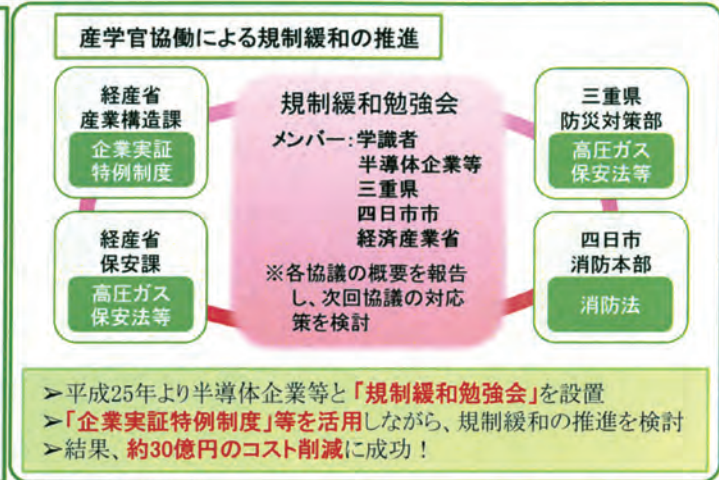 産学官協働による規制緩和の推進
経産省
産業構造課
企業実証
特例制度
経産省
保安課
高圧ガス
保安法等
規制緩和勉強会
メンバー：学識者
半導体企業等
三重県
四日市市
経済産業省
※各協議の概要を報告
し、次回協議の対応
策を検討
三重県
防災対策部
高圧ガス
保安法等
四日市
消防本部
消防法
➢平成25年より半導体企業等と「規制緩和勉強会」を設置
➢「企業実証特例制度」等を活用しながら、規制緩和の推進を検討
➢結果、約30億円のコスト削減に成功！